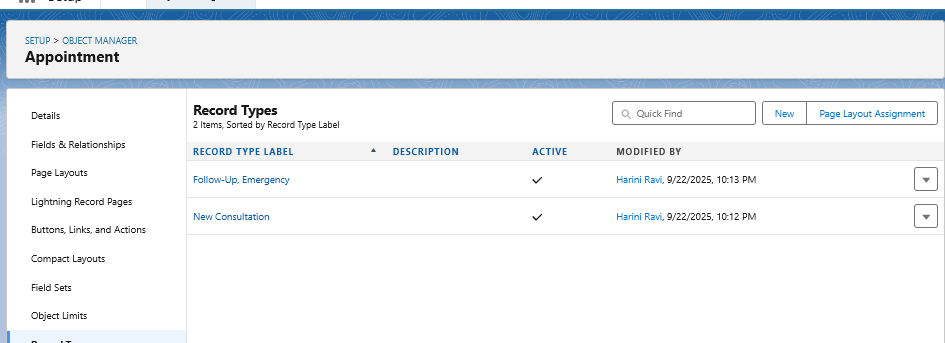 SETUP > OBJECT MANAGER
Appointment
Details
Fields & Relationships
Page Layouts
Lightning Record Pages
Buttons, Links, and Actions
Compact Layouts
Field Sets
Object Limits
Record Types
2 Items, Sorted by Record Type Label
Quick Find
New
Page Layout Assignment
RECORD TYPE LABEL DESCRIPTION ACTIVE MODIFIED BY
Follow-Up, Emergency Harini Ravi, 9/22/2025, 10:13 PM
New Consultation Harini Ravi, 9/22/2025, 10:12 PM